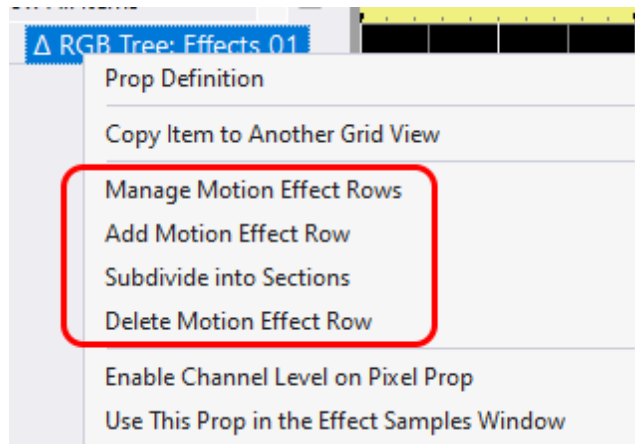 Δ RGB Tree: Effects 01
Prop Definition
Copy Item to Another Grid View
Manage Motion Effect Rows
Add Motion Effect Row
Subdivide into Sections
Delete Motion Effect Row
Enable Channel Level on Pixel Prop
Use This Prop in the Effect Samples Window